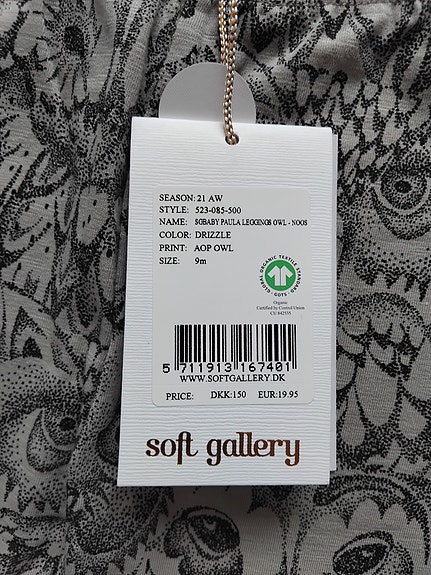 SEASON: 21 AW
STYLE: 523-085-500
NAME: SGBABY PAULA LEGGINGS OWL - NOOS
COLOR: DRIZZLE
PRINT: AOP OWL
SIZE: 9m
GLOBAL ORGANIC TEXTILE STANDARD · GOTS ·
Organic
Certified by Control Union
CU 842535
5 711913 167401
WWW.SOFTGALLERY.DK
PRICE: DKK:150 EUR:19.95
soft gallery